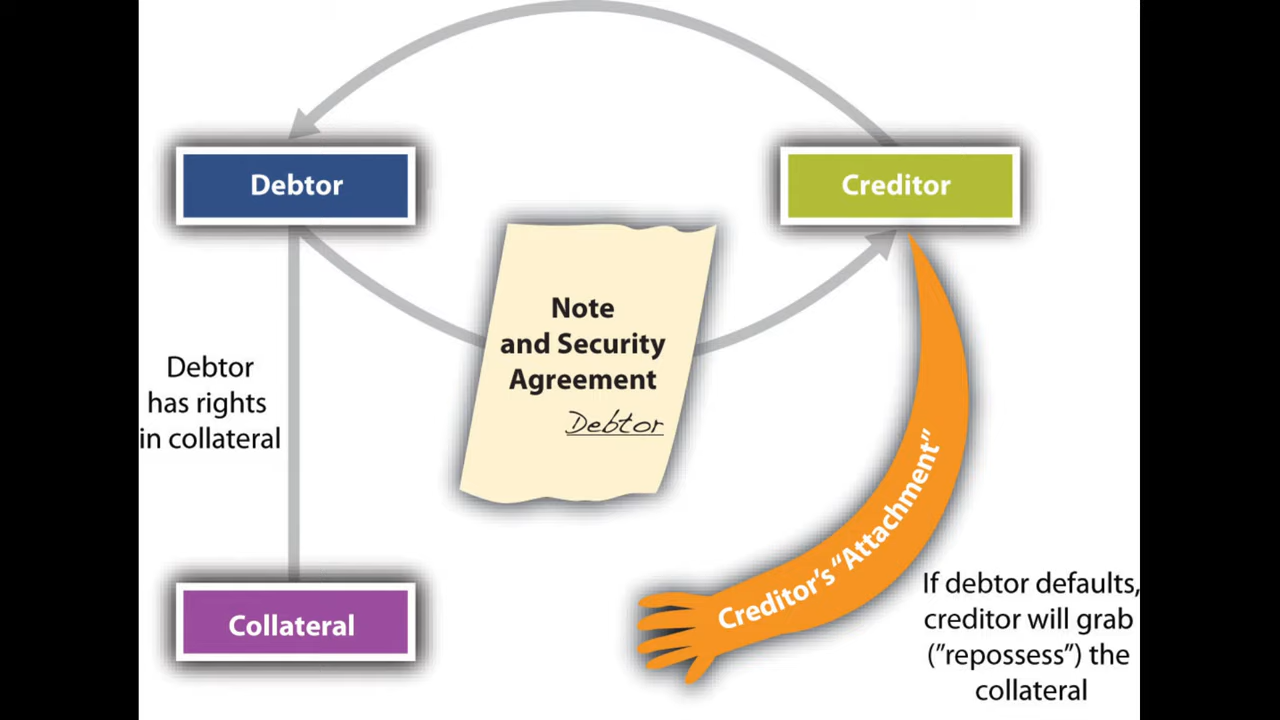 Debtor
Creditor
Note
and Security
Agreement
Debtor
Debtor
has rights
in collateral
Collateral
Creditor's "Attachment"
If debtor defaults,
creditor will grab
("repossess") the
collateral